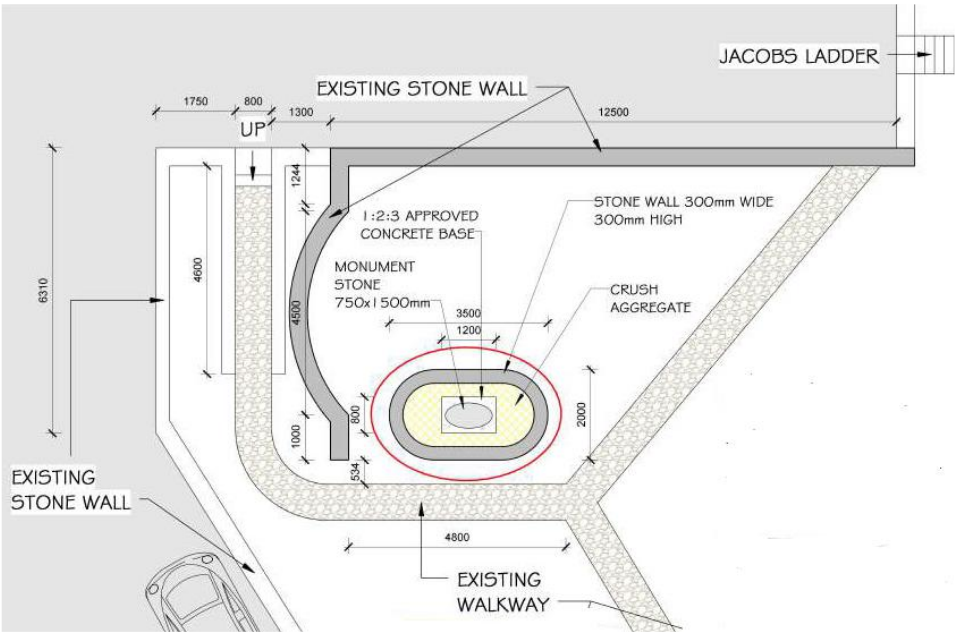 JACOBS LADDER
EXISTING STONE WALL
1750
800
1300
12500
UP
1244
1:2:3 APPROVED
CONCRETE BASE
STONE WALL 300mm WIDE
300mm HIGH
MONUMENT
STONE
750x1500mm
CRUSH
AGGREGATE
6310
4600
4500
3500
1200
800
2000
1000
534
EXISTING
STONE WALL
4800
EXISTING
WALKWAY